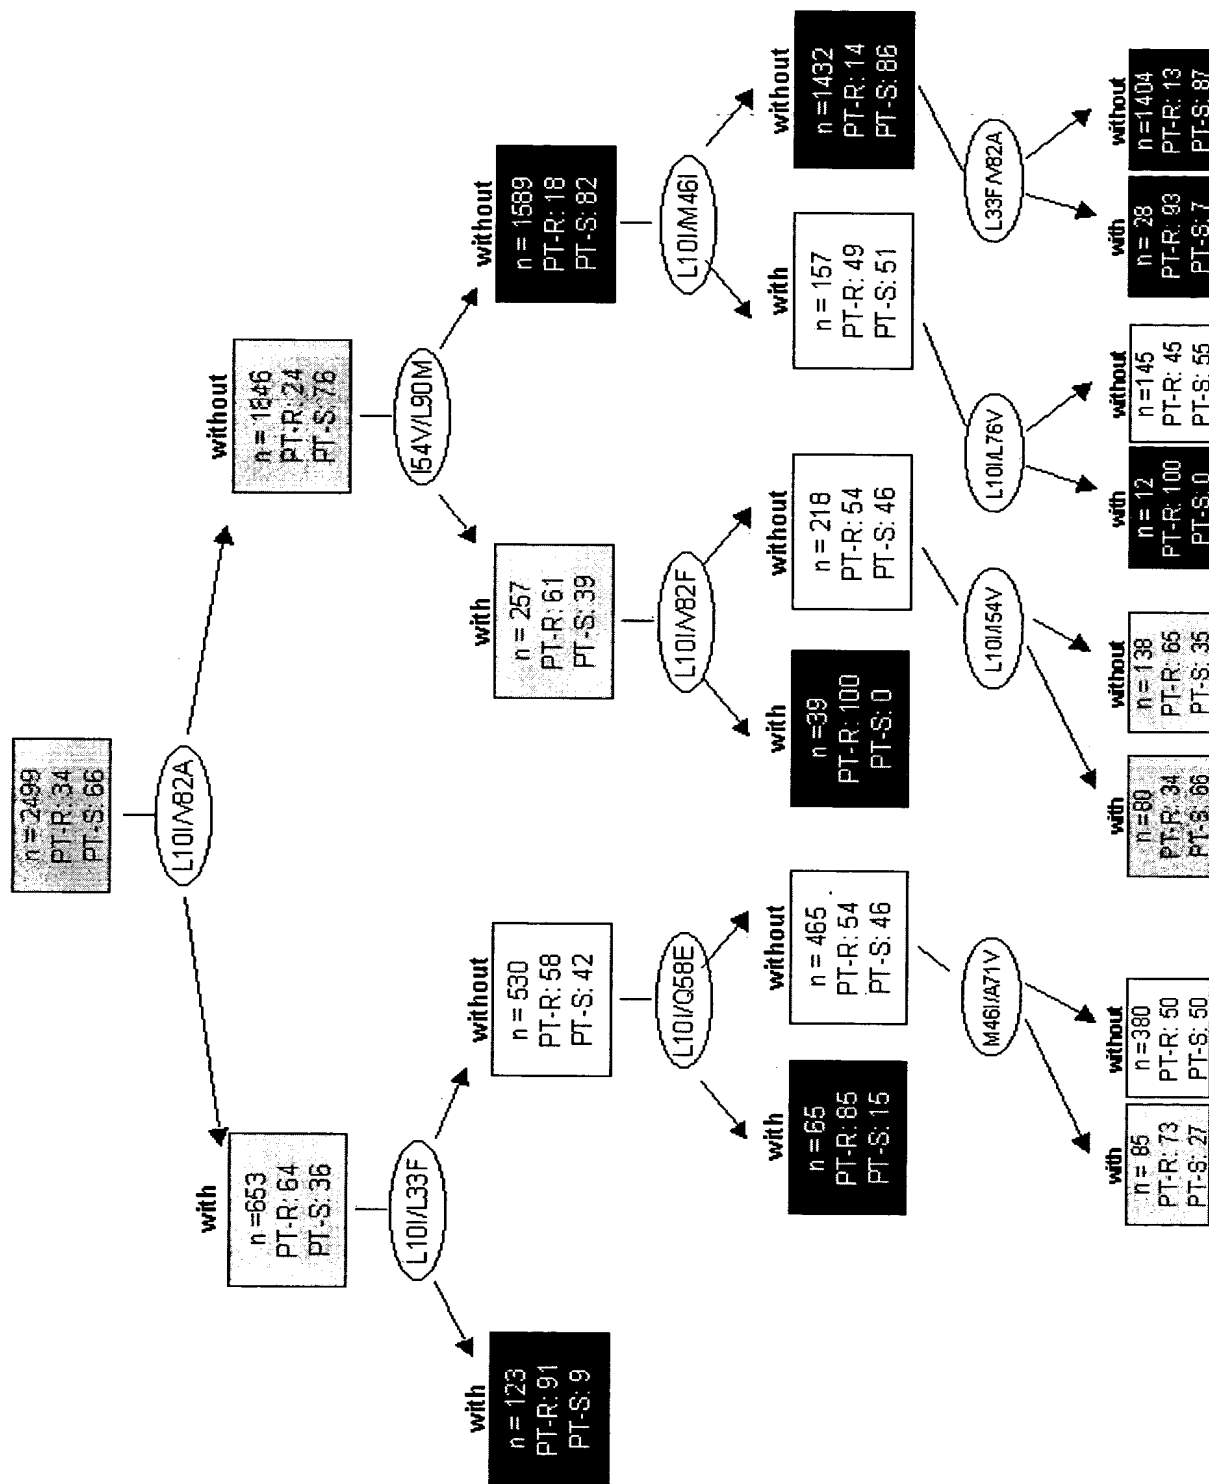 n = 2499
PT-R: 34
PT-S: 66
L10I/V82A
with
n =653
PT-R: 64
PT-S: 36
without
n = 1846
PT-R: 24
PT-S: 76
L10I/L33F
I54V/L90M
with
n = 123
PT-R: 91
PT-S: 9
without
n = 530
PT-R: 58
PT-S: 42
with
n = 257
PT-R: 61
PT-S: 39
without
n = 1589
PT-R: 18
PT-S: 82
L10I/Q58E
L10I/V82F
L10I/M46I
with
n = 65
PT-R: 85
PT-S: 15
without
n = 465
PT-R: 54
PT-S: 46
with
n =39
PT-R: 100
PT-S: 0
without
n = 218
PT-R: 54
PT-S: 46
with
n = 157
PT-R: 49
PT-S: 51
without
n =1432
PT-R: 14
PT-S: 86
M46I/A71V
L10I/I54V
L10I/L76V
L33F/V82A
with
n = 85
PT-R: 73
PT-S: 27
without
n=380
PT-R: 50
PT-S: 50
with
n=80
PT-R: 34
PT-S: 66
without
n = 138
PT-R: 65
PT-S: 35
with
n = 12
PT-R: 100
PT-S: 0
without
n=145
PT-R: 45
PT-S: 55
with
n = 28
PT-R: 93
PT-S: 7
without
n=1404
PT-R: 13
PT-S: 87